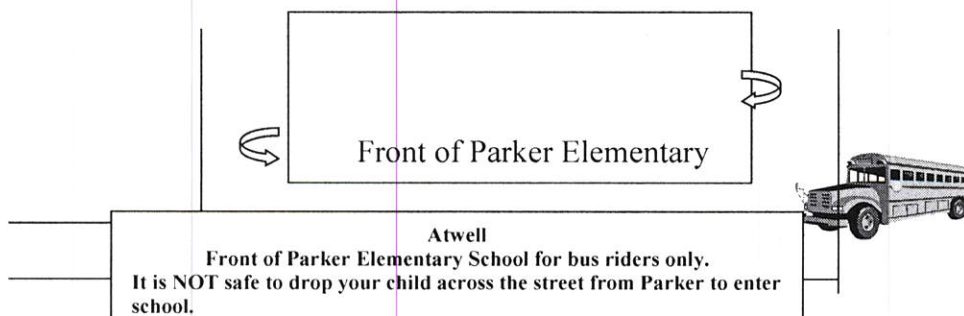 Front of Parker Elementary
Atwell
Front of Parker Elementary School for bus riders only.
It is NOT safe to drop your child across the street from Parker to enter
school.